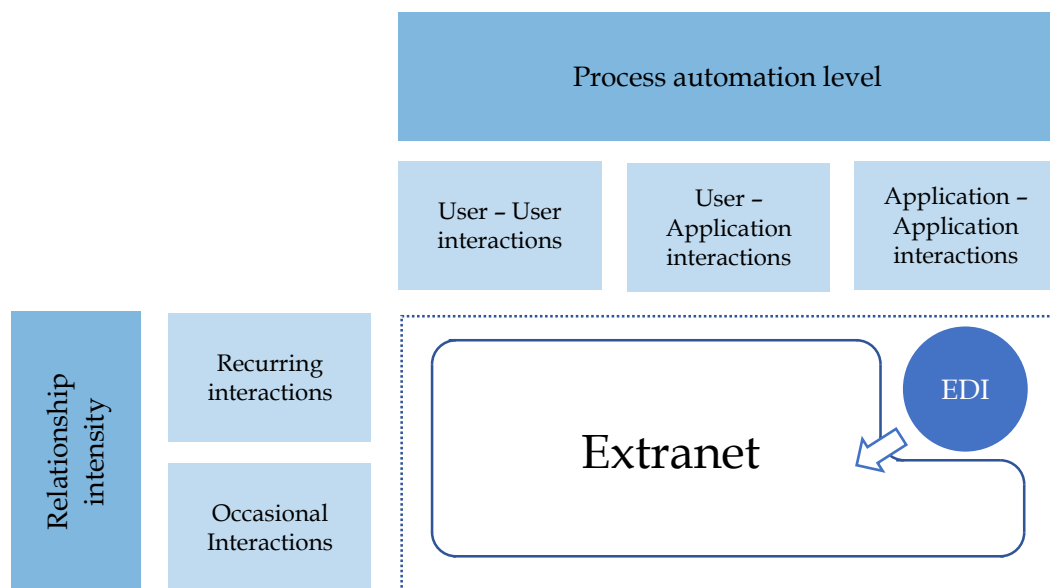 Process automation level
User – User
interactions
User –
Application
interactions
Application –
Application
interactions
Relationship
intensity
Recurring
interactions
EDI
Extranet
Occasional
Interactions